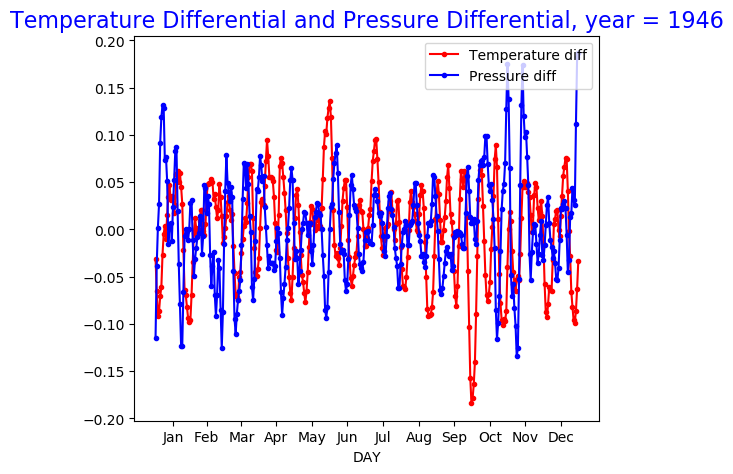 Temperature Differential and Pressure Differential, year = 1946
0.20
0.15
0.10
0.05
0.00
−0.05
−0.10
−0.15
−0.20
Temperature diff
Pressure diff
Jan Feb Mar Apr May Jun Jul Aug Sep Oct Nov Dec
DAY